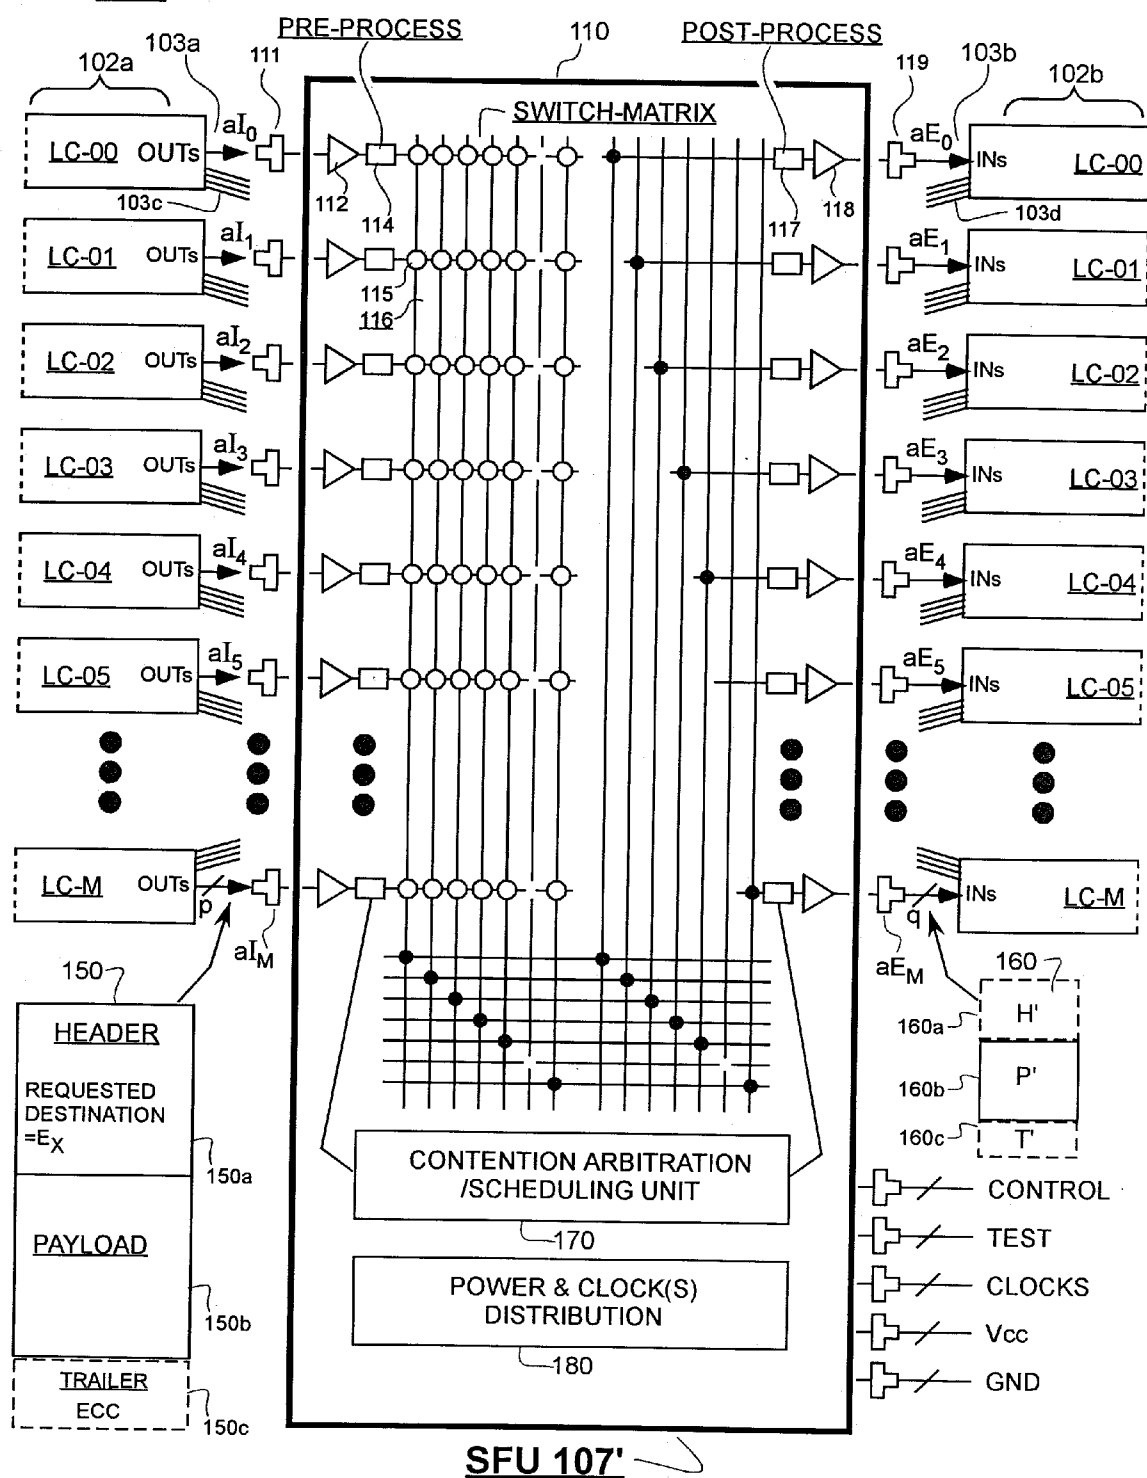 PRE-PROCESS
110
POST-PROCESS
103a
111
119
103b
102a
102b
SWITCH-MATRIX
LC-00 OUTs
aI0
112
114
117
118
aE0
INs LC-00
103c
103d
LC-01 OUTs
aI1
115
116
aE1
INs LC-01
LC-02 OUTs
aI2
aE2
INs LC-02
LC-03 OUTs
aI3
aE3
INs LC-03
LC-04 OUTs
aI4
aE4
INs LC-04
LC-05 OUTs
aI5
aE5
INs LC-05
LC-M OUTs
p
aIM
aEM
q
INs LC-M
150
HEADER
REQUESTED
DESTINATION
=EX
150a
PAYLOAD
150b
TRAILER
ECC
150c
160
160a
H'
160b
P'
160c
T'
CONTENTION ARBITRATION
/SCHEDULING UNIT
170
POWER & CLOCK(S)
DISTRIBUTION
180
CONTROL
TEST
CLOCKS
Vcc
GND
SFU 107'